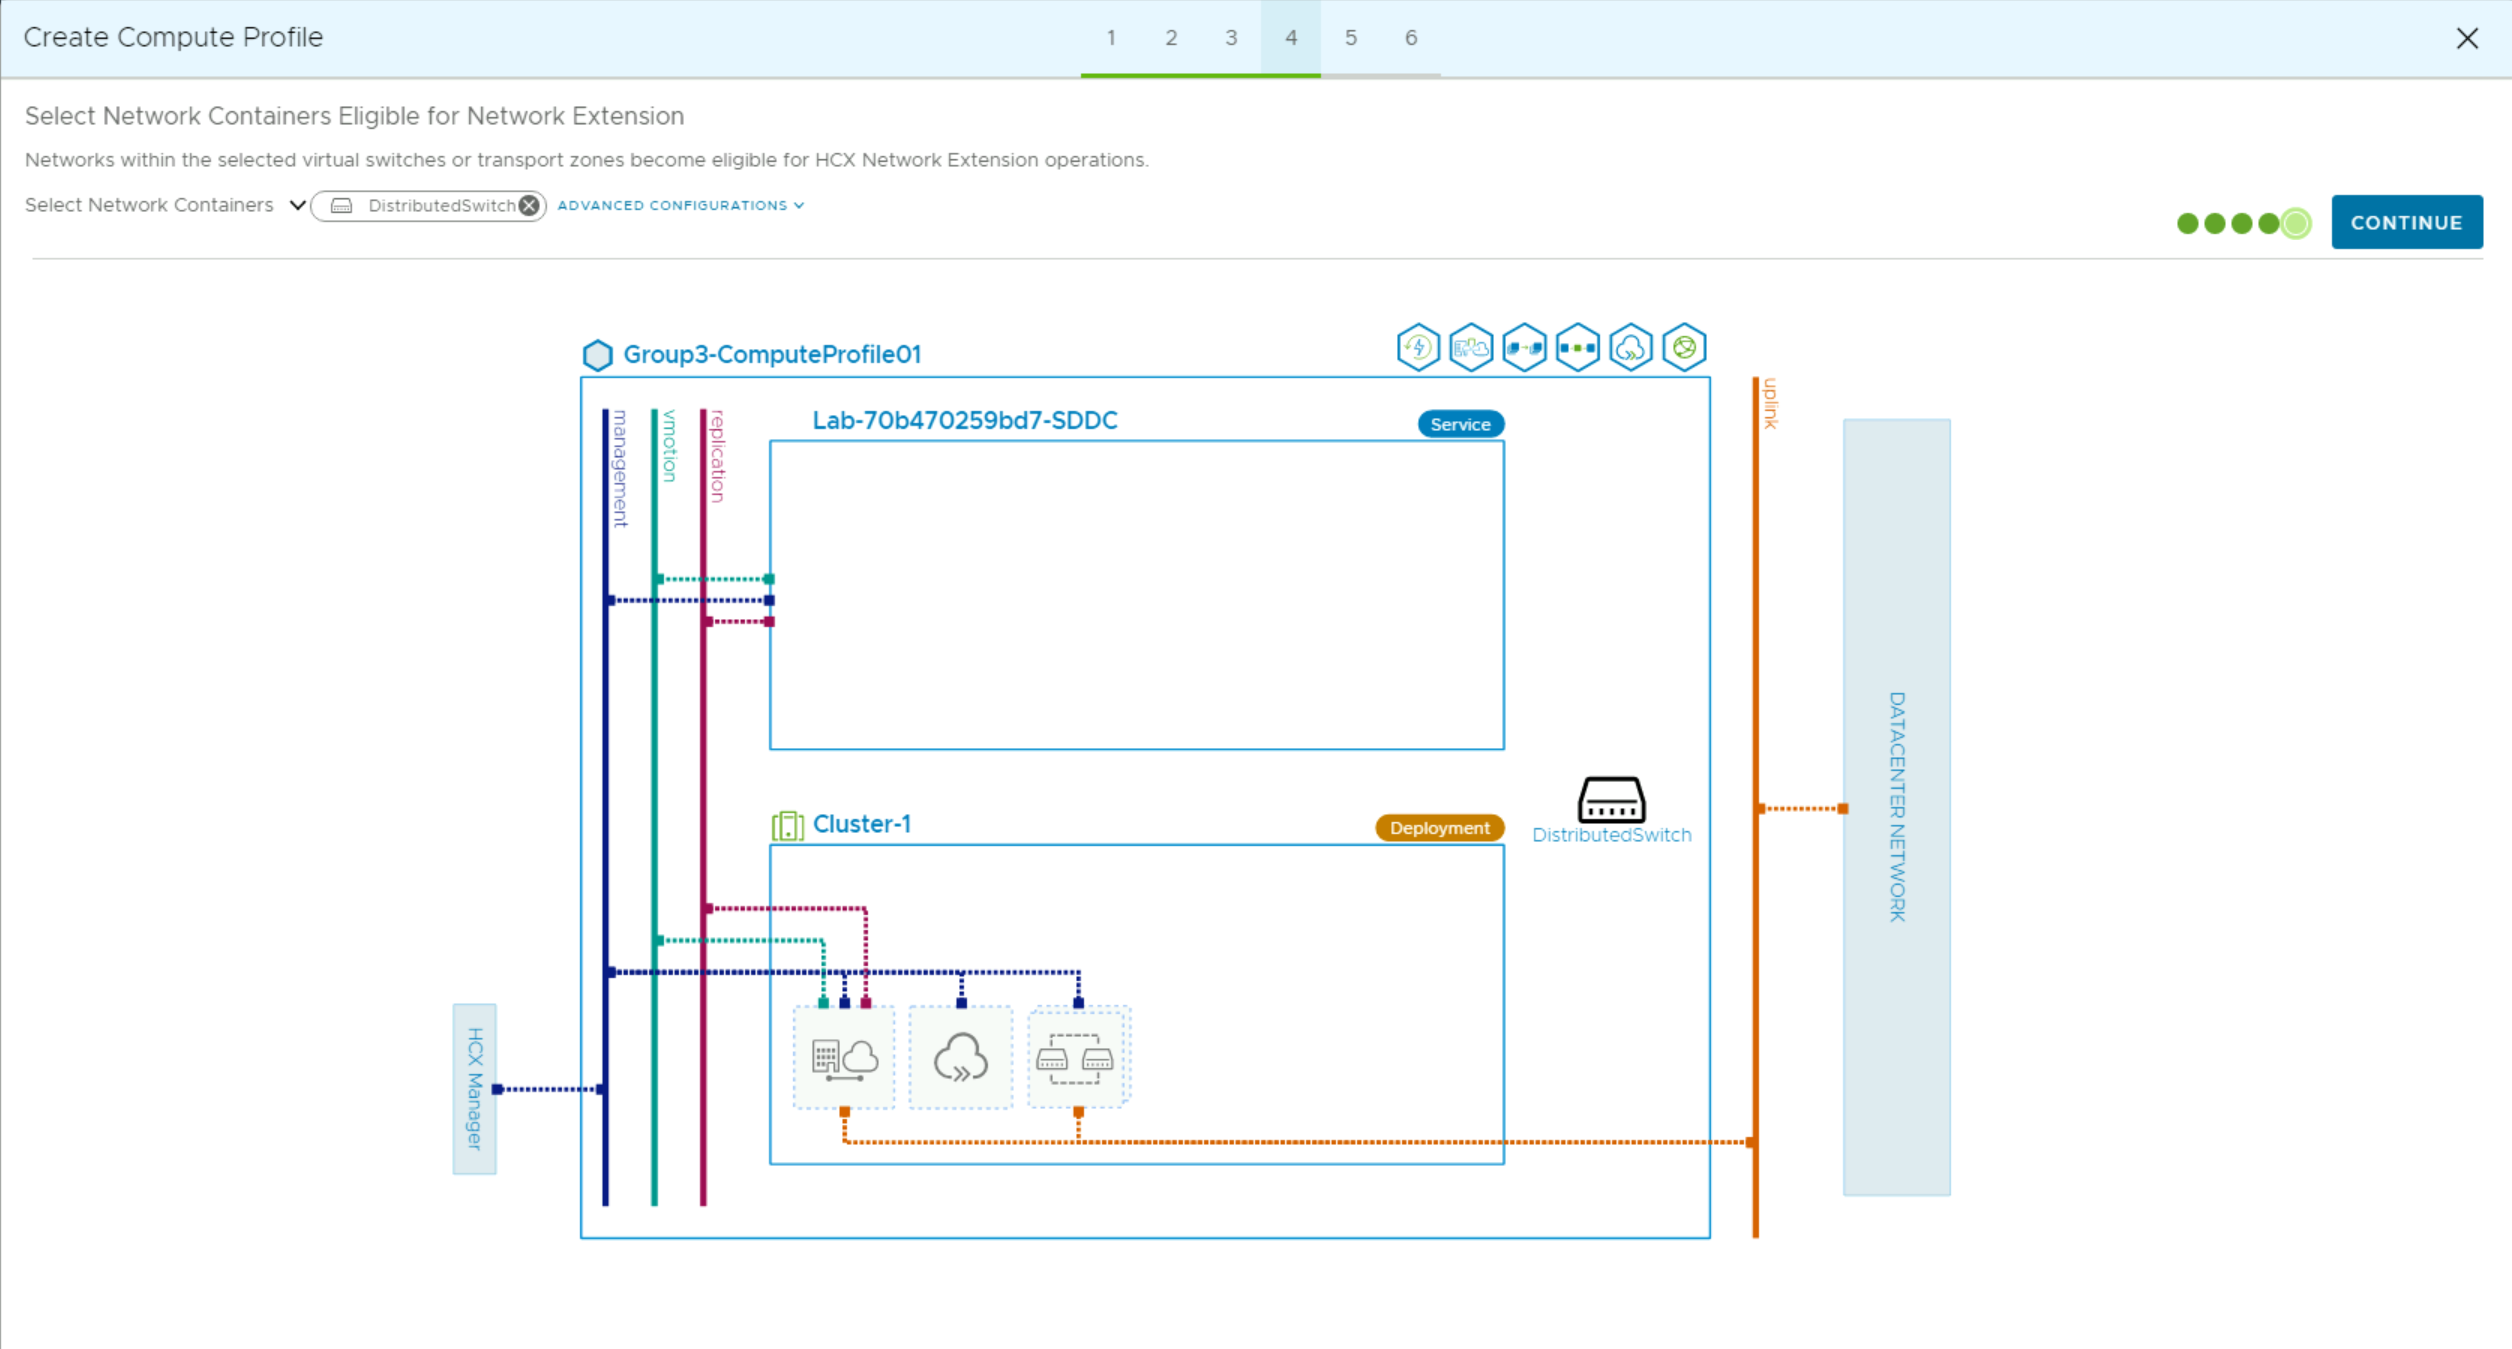 Create Compute Profile
1 2 3 4 5 6
Select Network Containers Eligible for Network Extension
Networks within the selected virtual switches or transport zones become eligible for HCX Network Extension operations.
Select Network Containers DistributedSwitch ADVANCED CONFIGURATIONS
CONTINUE
Group3-ComputeProfile01
management
vmotion
replication
Lab-70b470259bd7-SDDC
Service
uplink
DATACENTER NETWORK
Cluster-1
Deployment
DistributedSwitch
HCX Manager